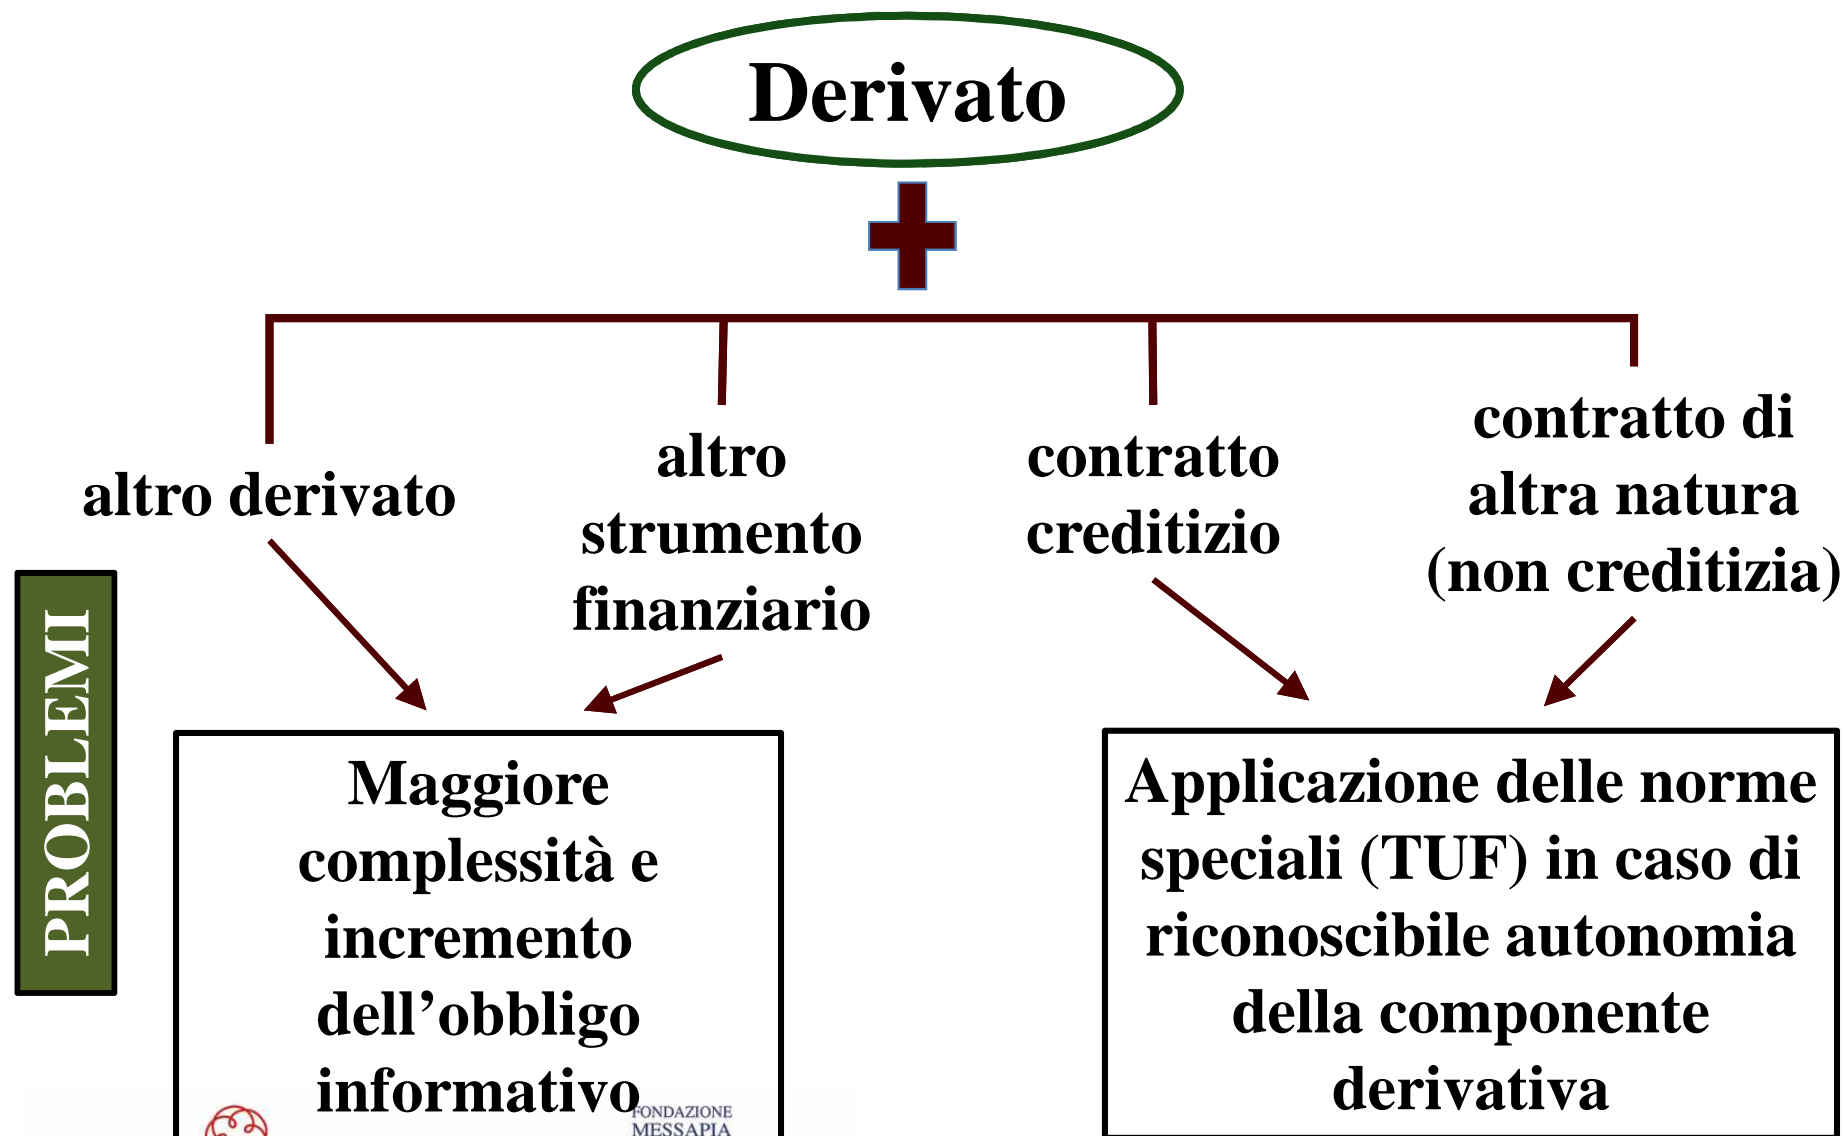 Derivato
altro derivato
altro
strumento
finanziario
contratto
creditizio
contratto di
altra natura
(non creditizia)
PROBLEMI
Maggiore
complessità e
incremento
dell’obbligo
informativo
Applicazione delle norme
speciali (TUF) in caso di
riconoscibile autonomia
della componente
derivativa
FONDAZIONE
MESSAPIA